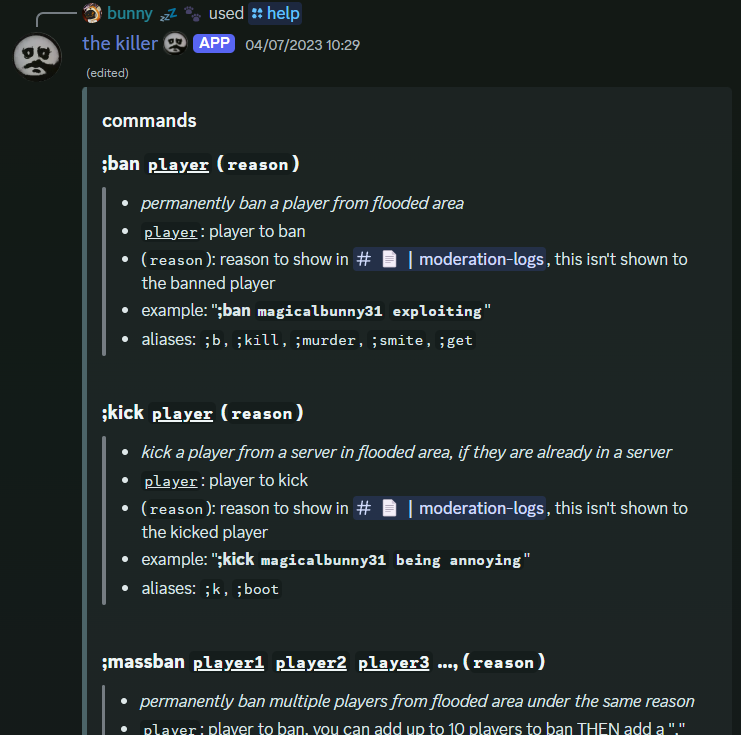 bunny 💤 🐾 used help
the killer APP 04/07/2023 10:29
(edited)
commands
;ban player (reason)
• permanently ban a player from flooded area
• player: player to ban
• (reason): reason to show in # 📄 | moderation-logs, this isn't shown to
the banned player
• example: ";ban magicalbunny31 exploiting"
• aliases: ;b, ;kill, ;murder, ;smite, ;get
;kick player (reason)
• kick a player from a server in flooded area, if they are already in a server
• player: player to kick
• (reason): reason to show in # 📄 | moderation-logs, this isn't shown to
the kicked player
• example: ";kick magicalbunny31 being annoying"
• aliases: ;k, ;boot
;massban player1 player2 player3 ..., (reason)
• permanently ban multiple players from flooded area under the same reason
• player: player to ban, you can add up to 10 players to ban THEN add a ","